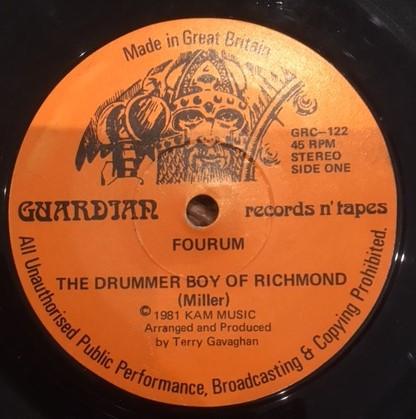 Made in Great Britain
GRC-122
45 RPM
STEREO
SIDE ONE
GUARDIAN records n' tapes
FOURUM
THE DRUMMER BOY OF RICHMOND
(Miller)
© 1981 KAM MUSIC
Arranged and Produced
by Terry Gavaghan
All Unauthorised Public Performance, Broadcasting & Copying Prohibited.